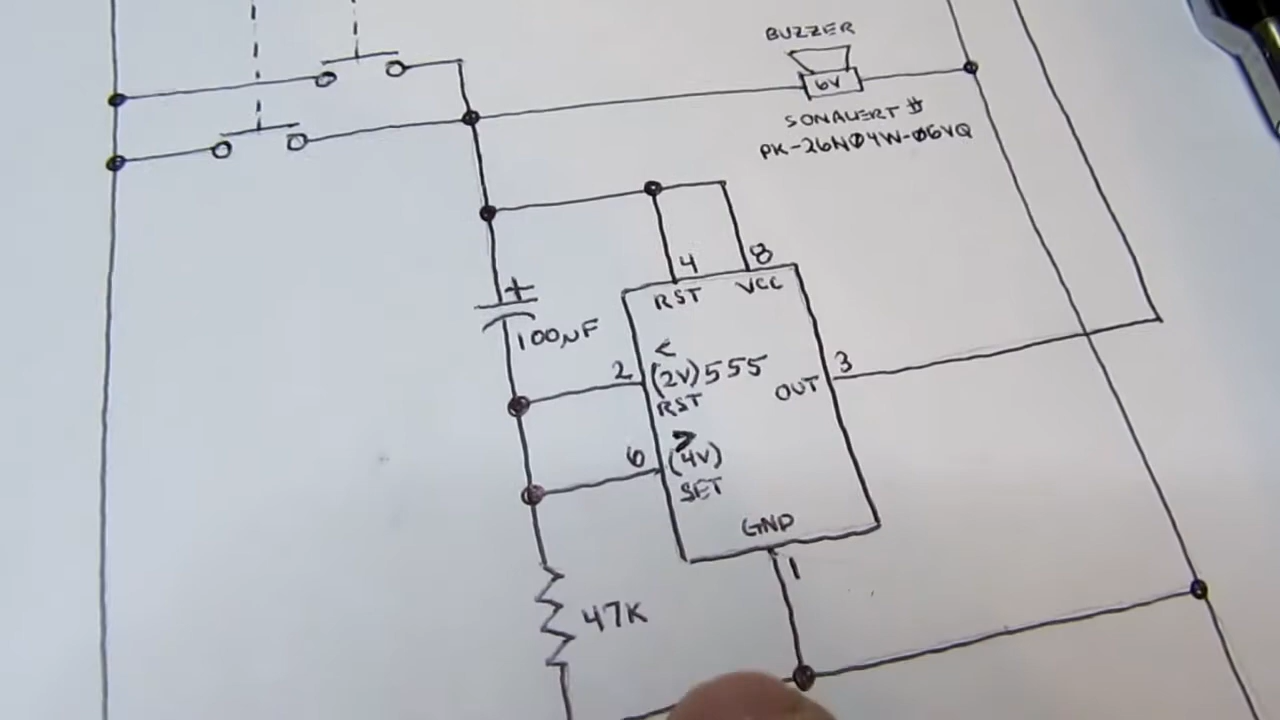 BUZZER
6V
SONALERT #
PK-26N04W-06VQ
4
8
RST
VCC
+
100µF
<
2
(2V) 555
3
RST
OUT
>
6
(4V)
SET
GND
1
47K